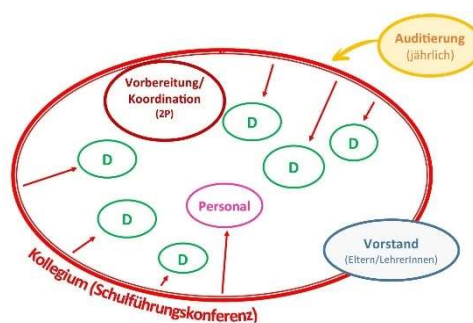 Auditierung
(jährlich)
Vorbereitung/
Koordination
(2P)
D
D
D
D
D
Personal
D
D
Vorstand
(Eltern/LehrerInnen)
Kollegium (Schulführungskonferenz)